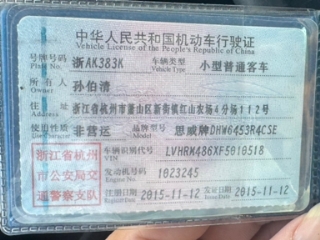 中华人民共和国机动车行驶证
Vehicle License of the People's Republic of China
号牌号码 浙AK383K 车辆类型 小型普通客车
Plate No. Vehicle Type
所有人 孙伯清
Owner
住址 浙江省杭州市萧山区新街镇红山农场4分场112号
使用性质 非营运 品牌型号 思威牌DHW6453R4CSE
浙江省杭州市公安局交通警察支队
车辆识别代号 LVHRM486XF5010518
VIN
发动机号码 1023245
Engine No.
注册日期 2015-11-12 发证日期 2015-11-12